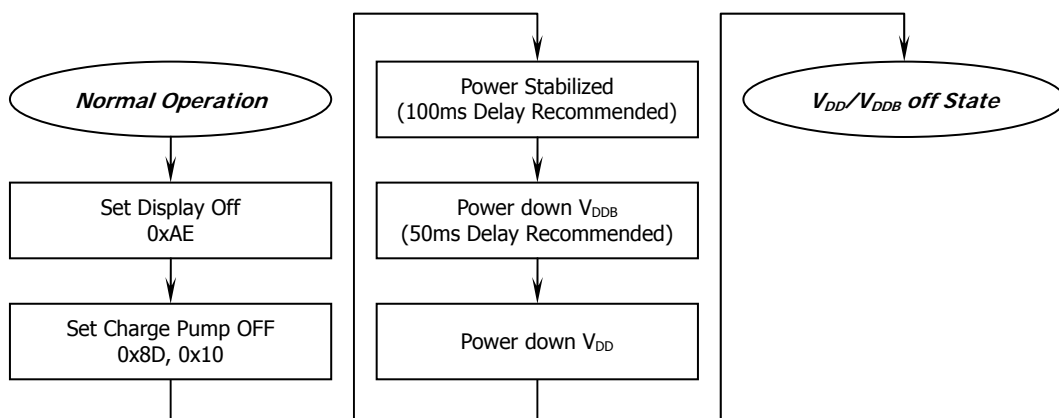 Normal Operation
Set Display Off
0xAE
Set Charge Pump OFF
0x8D, 0x10
Power Stabilized
(100ms Delay Recommended)
Power down VDDB
(50ms Delay Recommended)
Power down VDD
VDD/VDDB off State